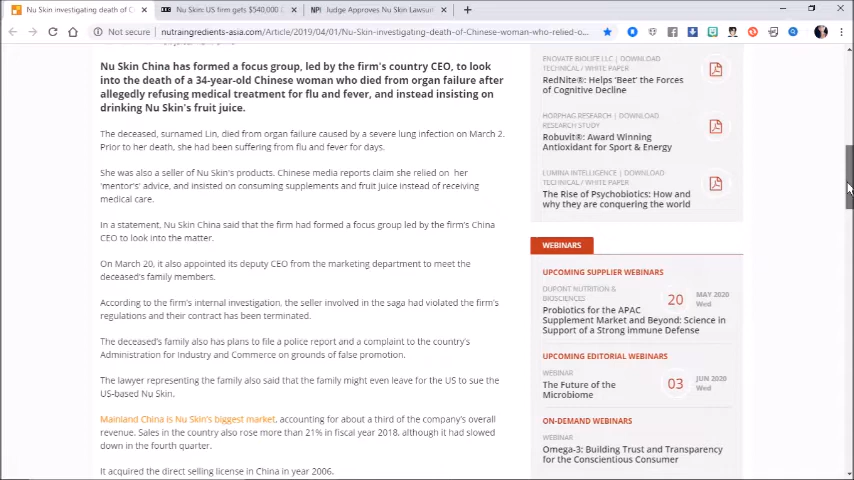 Nu Skin investigating death of C
Nu Skin: US firm gets $540,000
NPI Judge Approves Nu Skin Lawsui
Not secure
nutraingredients-asia.com/Article/2019/04/01/Nu-Skin-investigating-death-of-Chinese-woman-who-relied-o...
Nu Skin China has formed a focus group, led by the firm's country CEO, to look
into the death of a 34-year-old Chinese woman who died from organ failure after
allegedly refusing medical treatment for flu and fever, and instead insisting on
drinking Nu Skin's fruit juice.
The deceased, surnamed Lin, died from organ failure caused by a severe lung infection on March 2.
Prior to her death, she had been suffering from flu and fever for days.
She was also a seller of Nu Skin's products. Chinese media reports claim she relied on her
'mentor's' advice, and insisted on consuming supplements and fruit juice instead of receiving
medical care.
In a statement, Nu Skin China said that the firm had formed a focus group led by the firm's China
CEO to look into the matter.
On March 20, it also appointed its deputy CEO from the marketing department to meet the
deceased's family members.
According to the firm's internal investigation, the seller involved in the saga had violated the firm's
regulations and their contract has been terminated.
The deceased's family also has plans to file a police report and a complaint to the country's
Administration for Industry and Commerce on grounds of false promotion.
The lawyer representing the family also said that the family might even leave for the US to sue the
US-based Nu Skin.
Mainland China is Nu Skin's biggest market, accounting for about a third of the company's overall
revenue. Sales in the country also rose more than 21% in fiscal year 2018, although it had slowed
down in the fourth quarter.
It acquired the direct selling license in China in year 2006.
ENOVATE BIOLIFE LLC | DOWNLOAD
TECHNICAL / WHITE PAPER
RedNite®: Helps 'Beet' the Forces
of Cognitive Decline
HORPHAG RESEARCH | DOWNLOAD
RESEARCH STUDY
Robuvit®: Award Winning
Antioxidant for Sport & Energy
LUMINA INTELLIGENCE | DOWNLOAD
TECHNICAL / WHITE PAPER
The Rise of Psychobiotics: How and
why they are conquering the world
WEBINARS
UPCOMING SUPPLIER WEBINARS
DUPONT NUTRITION &
BIOSCIENCES
20
MAY 2020
Wed
Probiotics for the APAC
Supplement Market and Beyond: Science in
Support of a Strong immune Defense
UPCOMING EDITORIAL WEBINARS
WEBINAR
03
JUN 2020
Wed
The Future of the
Microbiome
ON-DEMAND WEBINARS
WEBINAR
Omega-3: Building Trust and Transparency
for the Conscientious Consumer